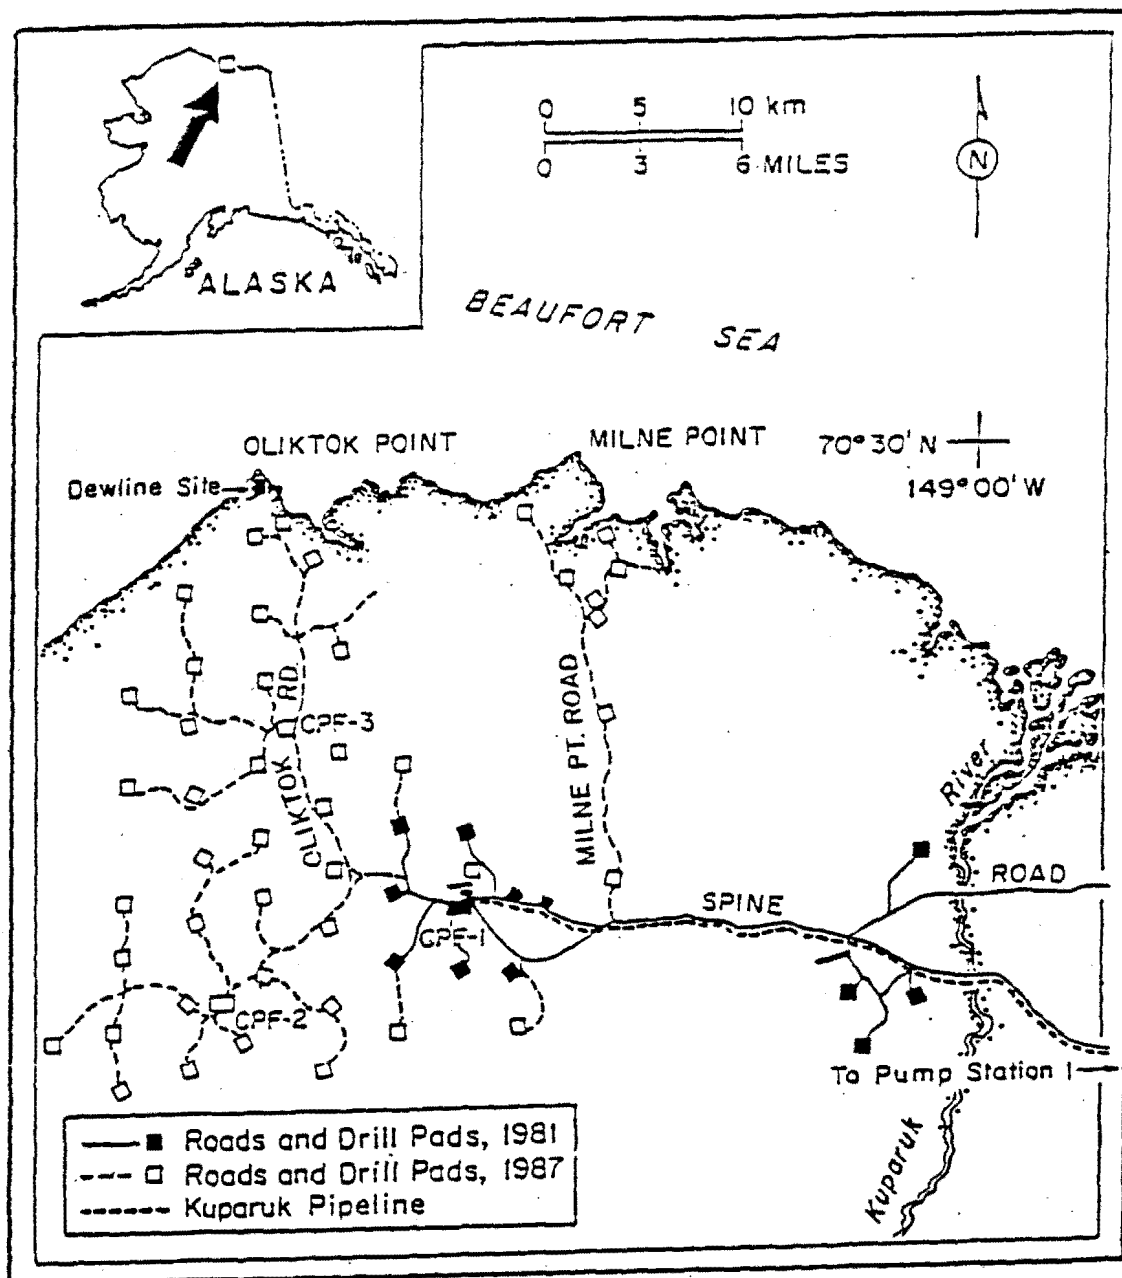 ALASKA
0 5 10 km
0 3 6 MILES
N
BEAUFORT SEA
OLIKTOK POINT
MILNE POINT
70°30' N
149°00' W
Dewline Site
OLIKTOK RD
CPF-3
MILNE PT. ROAD
River
ROAD
SPINE
CPF-1
CPF-2
To Pump Station 1
Kuparuk
Roads and Drill Pads, 1981
Roads and Drill Pads, 1987
Kuparuk Pipeline